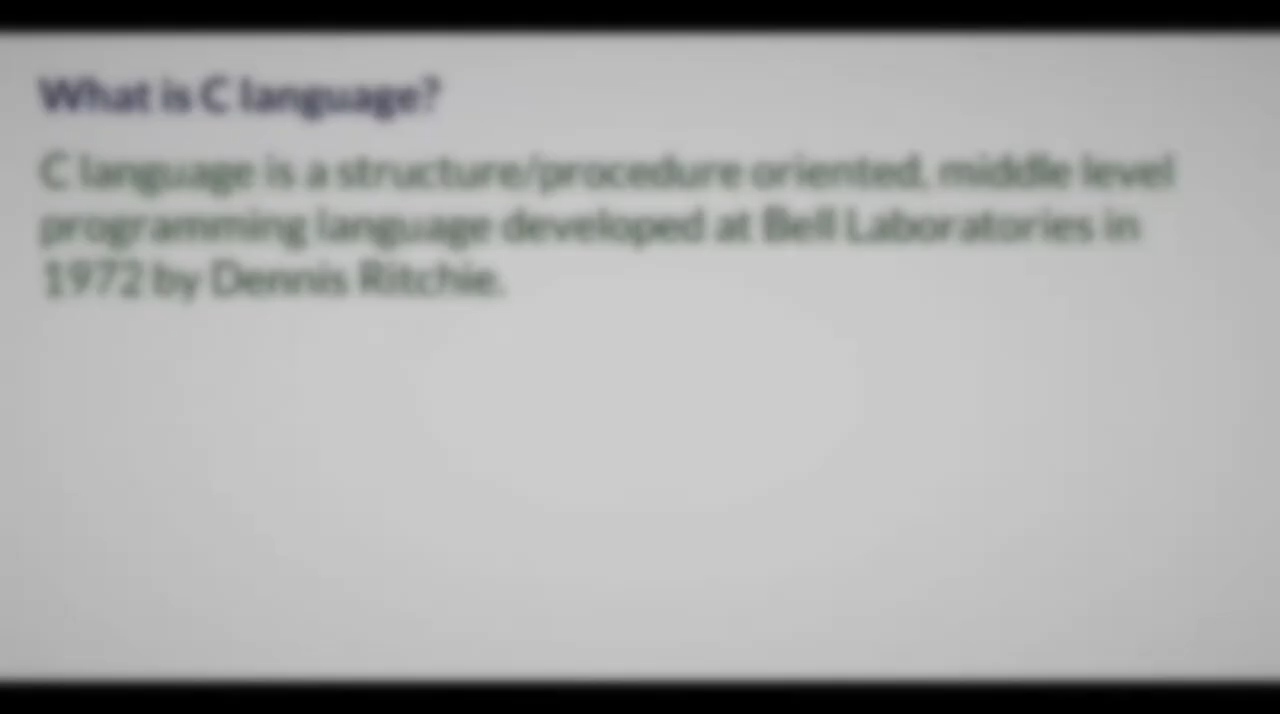 What is C language?
C language is a structure/procedure oriented, middle level
programming language developed at Bell Laboratories in
1972 by Dennis Ritchie.